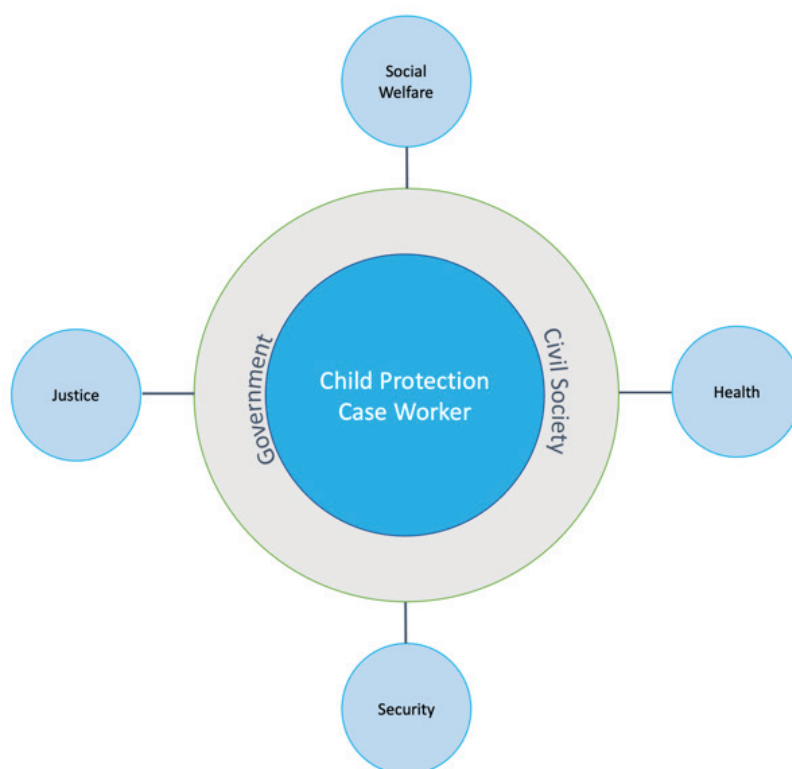 Social
Welfare
Government
Civil Society
Child Protection
Case Worker
Justice
Health
Security